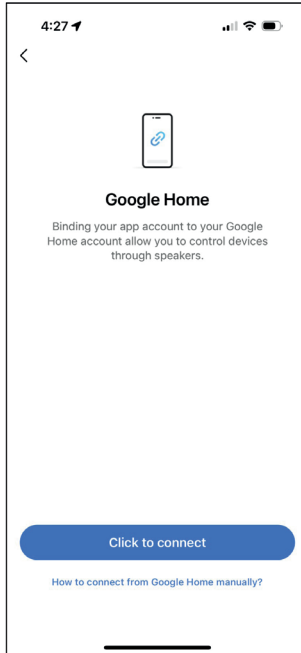 4:27
Google Home
Binding your app account to your Google
Home account allow you to control devices
through speakers.
Click to connect
How to connect from Google Home manually?